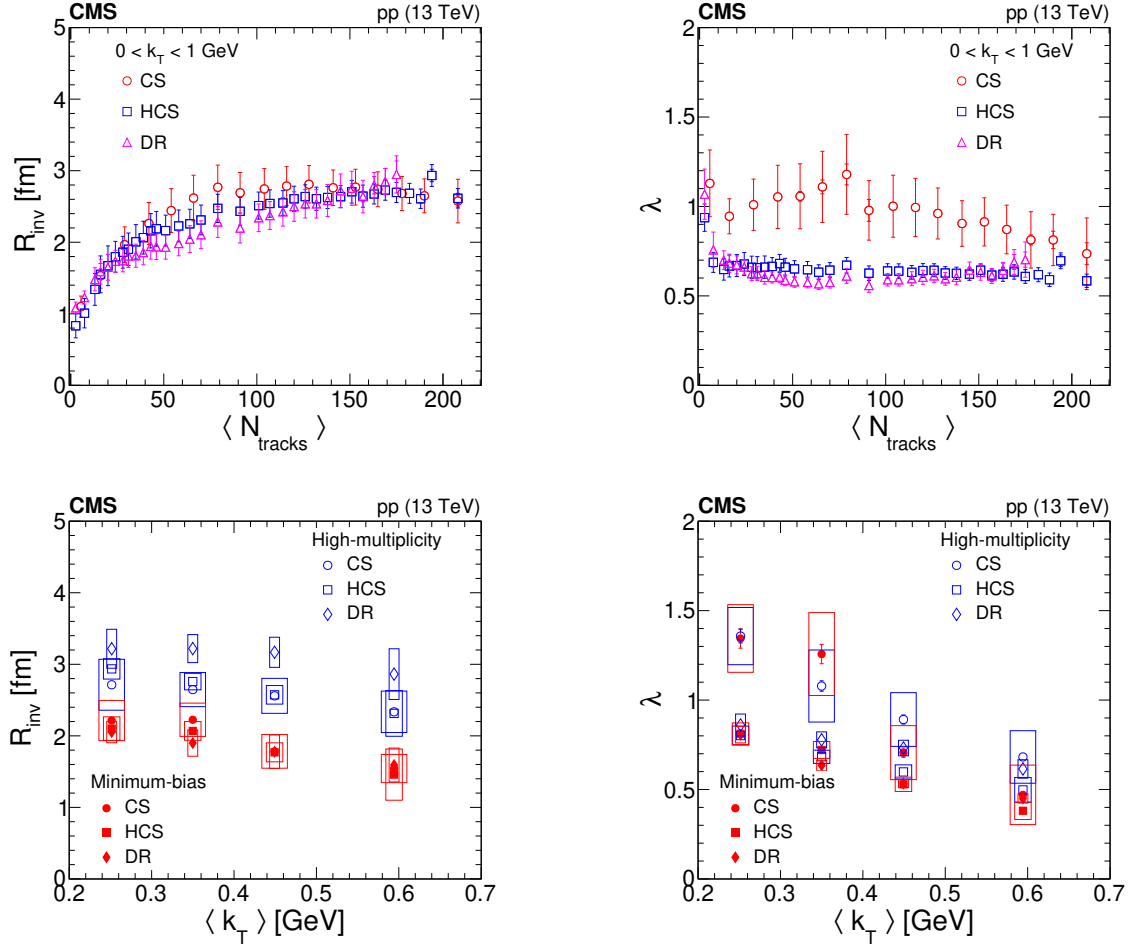 CMS pp (13 TeV)
0 < k_T < 1 GeV
CS
HCS
DR
R_inv [fm]
0 1 2 3 4 5
0 50 100 150 200
⟨ N_tracks ⟩
CMS pp (13 TeV)
0 < k_T < 1 GeV
CS
HCS
DR
λ
0 0.5 1 1.5 2
0 50 100 150 200
⟨ N_tracks ⟩
CMS pp (13 TeV)
High-multiplicity
CS
HCS
DR
Minimum-bias
CS
HCS
DR
R_inv [fm]
0 1 2 3 4 5
0.2 0.3 0.4 0.5 0.6 0.7
⟨ k_T ⟩ [GeV]
CMS pp (13 TeV)
High-multiplicity
CS
HCS
DR
Minimum-bias
CS
HCS
DR
λ
0 0.5 1 1.5 2
0.2 0.3 0.4 0.5 0.6 0.7
⟨ k_T ⟩ [GeV]